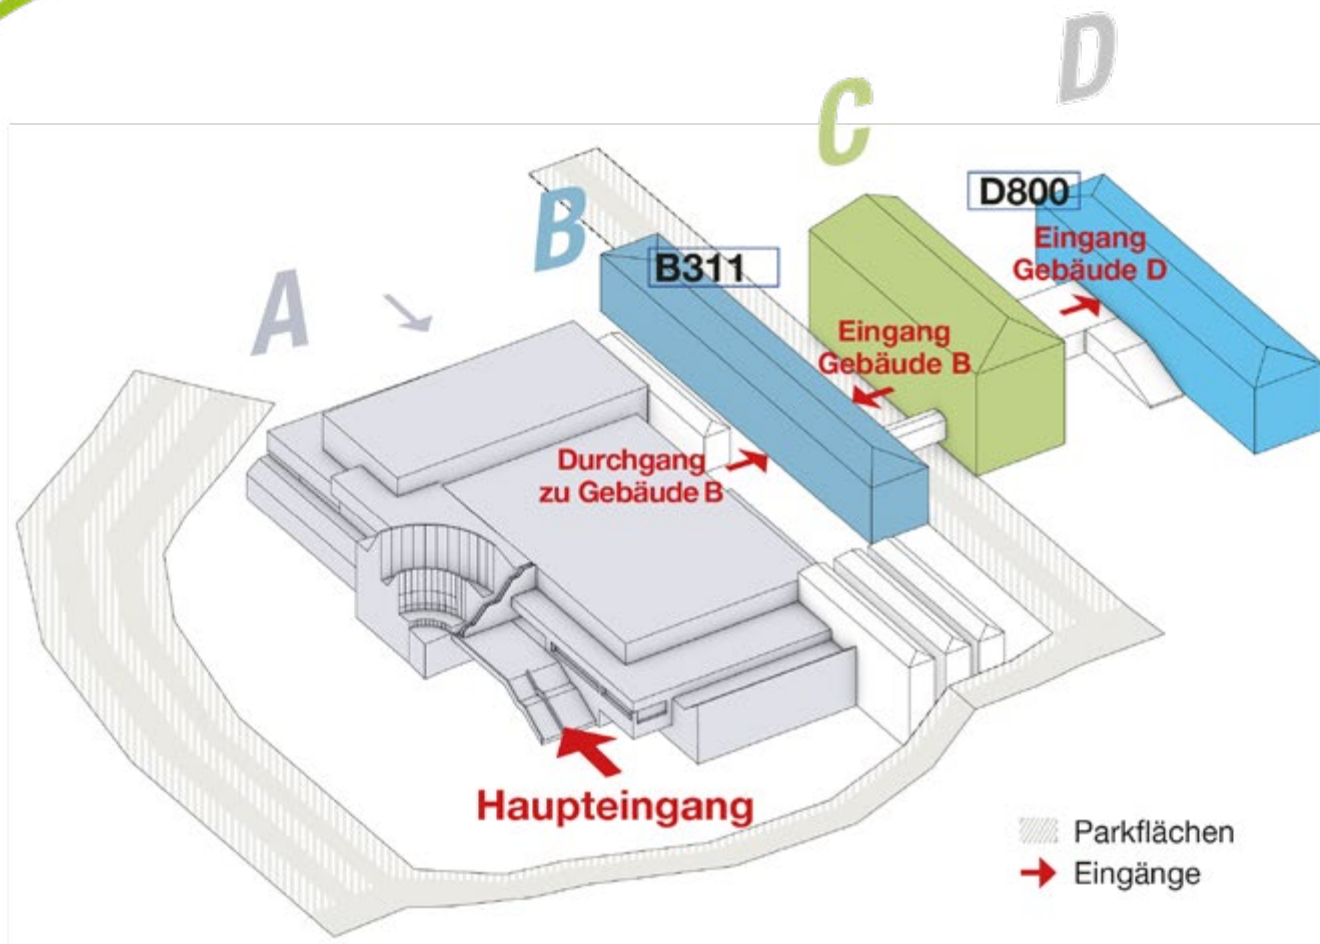 D
C
B
A
D800
Eingang
Gebäude D
B311
Eingang
Gebäude B
Durchgang
zu Gebäude B
Haupteingang
Parkflächen
Eingänge